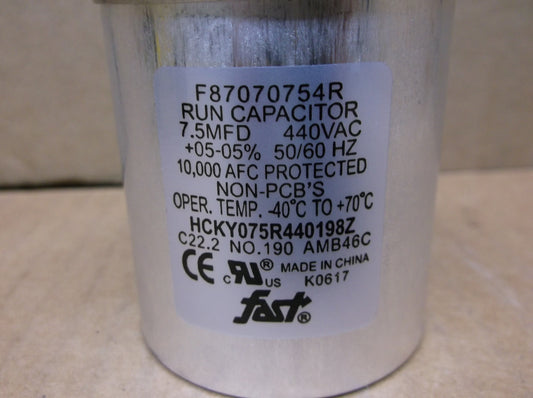 F87070754R
RUN CAPACITOR
7.5MFD 440VAC
+05-05% 50/60 HZ
10,000 AFC PROTECTED
NON-PCB'S
OPER. TEMP. -40°C TO +70°C
HCKY075R440198Z
C22.2 NO.190 AMB46C
CE c RU® US MADE IN CHINA
K0617
fast®